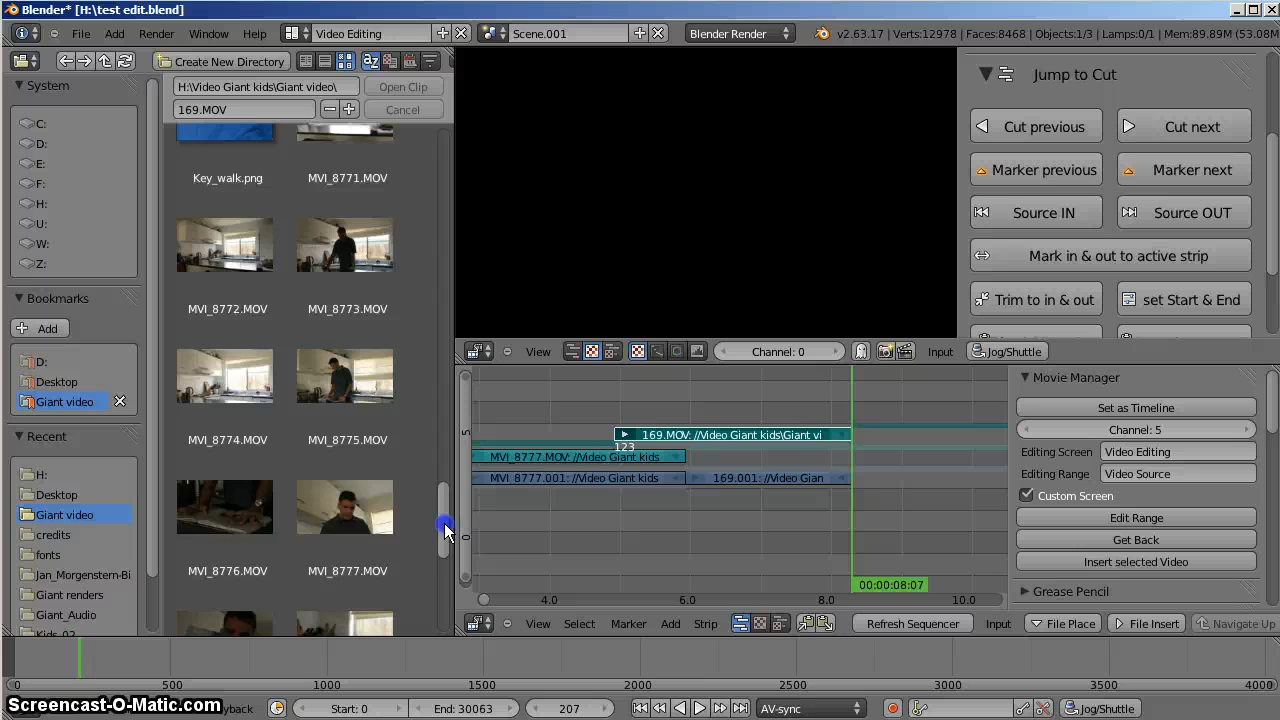 Blender* [H:\test edit.blend]
File Add Render Window Help Video Editing Scene.001 Blender Render v2.63.17 | Verts:12978 | Faces:8468 | Objects:1/3 | Lamps:0/1 | Mem:89.89M (53.08M
Create New Directory
System
H:\Video Giant kids\Giant video\ Open Clip
169.MOV Cancel
C:
D:
E:
F:
H:
U:
W:
Z:
Key_walk.png MVI_8771.MOV
MVI_8772.MOV MVI_8773.MOV
MVI_8774.MOV MVI_8775.MOV
MVI_8776.MOV MVI_8777.MOV
Bookmarks
Add
D:
Desktop
Giant video
Recent
H:
Desktop
Giant video
credits
fonts
Jan_Morgenstern-Bi
Giant renders
Giant_Audio
Kids_02
Jump to Cut
Cut previous Cut next
Marker previous Marker next
Source IN Source OUT
Mark in & out to active strip
Trim to in & out set Start & End
View Channel: 0 Input Jog/Shuttle
169.MOV: //Video Giant kids\Giant vi
123
MVI_8777.MOV: //Video Giant kids
MVI_8777.001: //Video Giant kids 169.001: //Video Gian
5
0
00:00:08:07
4.0 6.0 8.0 10.0
Movie Manager
Set as Timeline
Channel: 5
Editing Screen Video Editing
Editing Range Video Source
Custom Screen
Edit Range
Get Back
Insert selected Video
Grease Pencil
View Select Marker Add Strip Refresh Sequencer Input File Place File Insert Navigate Up
0 500 1000 1500 2000 2500 3000 3500 4000
Screencast-O-Matic.com
yback Start: 0 End: 30063 207 AV-sync Jog/Shuttle